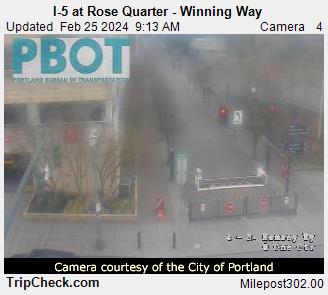 I-5 at Rose Quarter - Winning Way
Updated Feb 25 2024 9:13 AM Camera 4
PBOT
PORTLAND BUREAU OF TRANSPORTATION
Camera courtesy of the City of Portland
TripCheck.com Milepost302.00